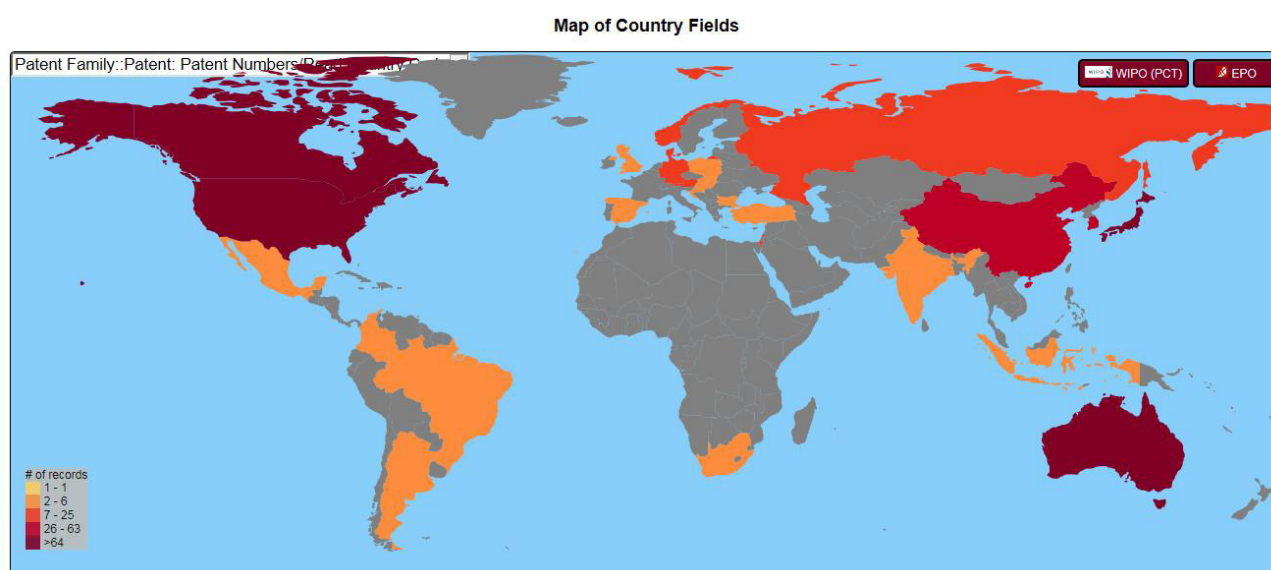 Map of Country Fields
Patent Family::Patent: Patent Numbers/
WIPO WIPO (PCT)
EPO
# of records
1 - 1
2 - 6
7 - 25
26 - 63
>64